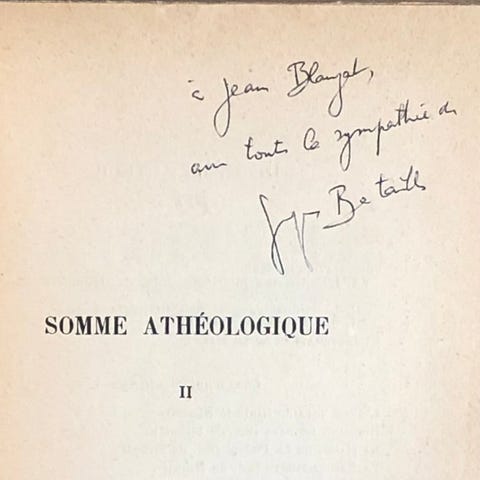 à Jean Blanzat,
avec toute la sympathie de
Georges Bataille
SOMME ATHÉOLOGIQUE
II